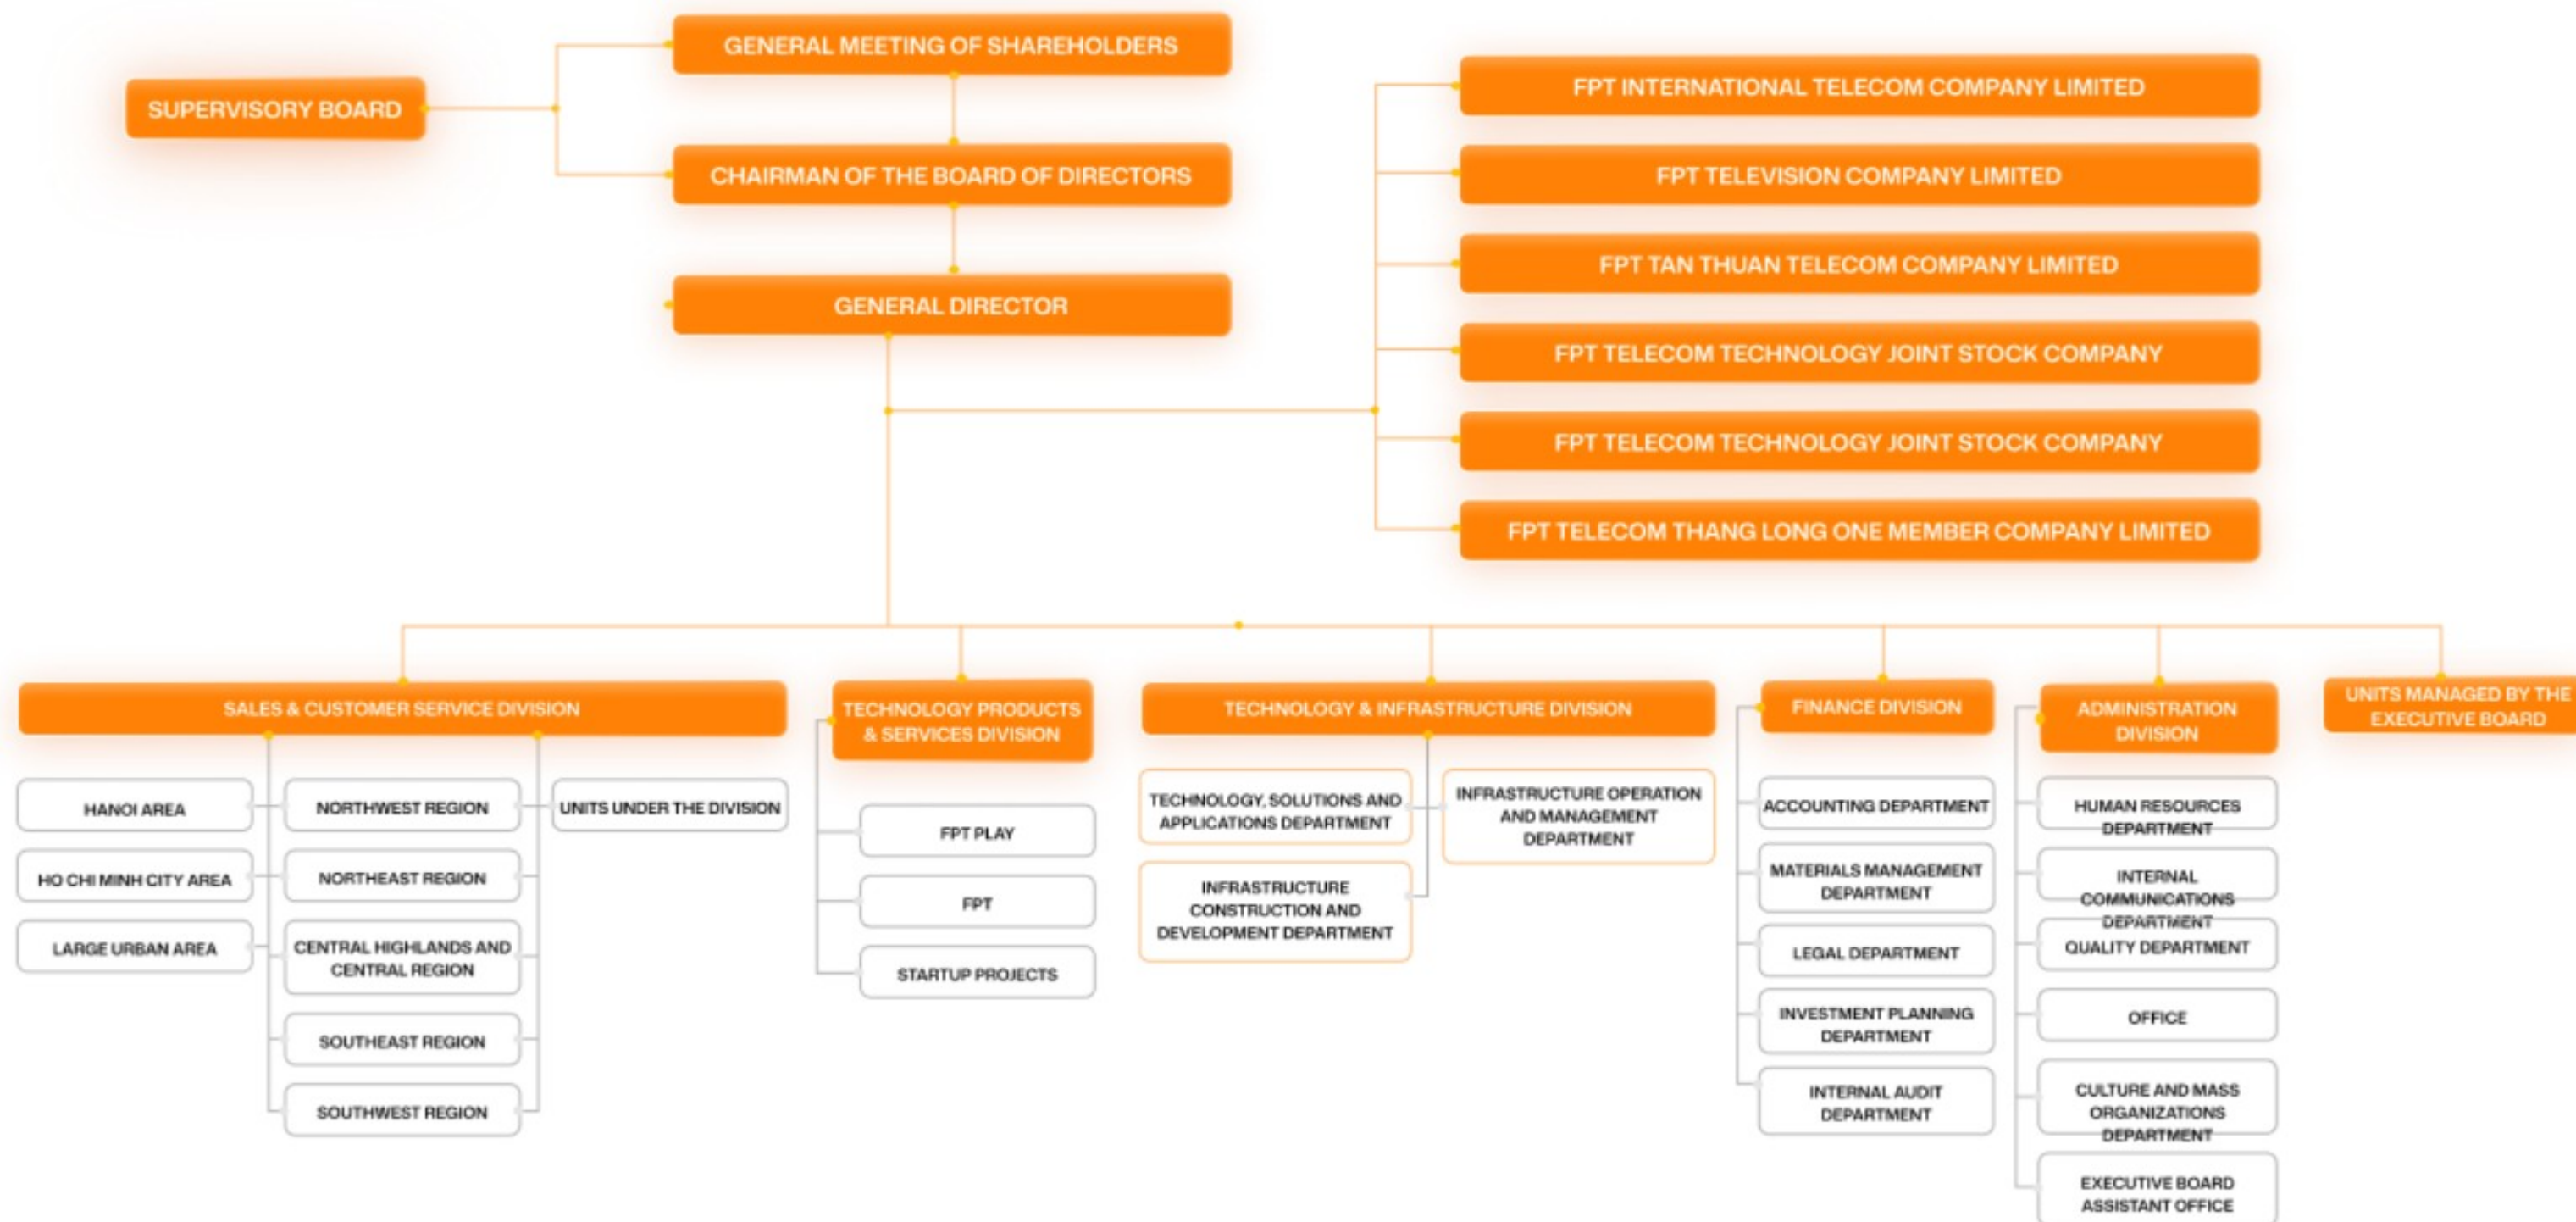 GENERAL MEETING OF SHAREHOLDERS
SUPERVISORY BOARD
CHAIRMAN OF THE BOARD OF DIRECTORS
GENERAL DIRECTOR
FPT INTERNATIONAL TELECOM COMPANY LIMITED
FPT TELEVISION COMPANY LIMITED
FPT TAN THUAN TELECOM COMPANY LIMITED
FPT TELECOM TECHNOLOGY JOINT STOCK COMPANY
FPT TELECOM TECHNOLOGY JOINT STOCK COMPANY
FPT TELECOM THANG LONG ONE MEMBER COMPANY LIMITED
SALES & CUSTOMER SERVICE DIVISION
HANOI AREA
HO CHI MINH CITY AREA
LARGE URBAN AREA
NORTHWEST REGION
NORTHEAST REGION
CENTRAL HIGHLANDS AND
CENTRAL REGION
SOUTHEAST REGION
SOUTHWEST REGION
UNITS UNDER THE DIVISION
TECHNOLOGY PRODUCTS
& SERVICES DIVISION
FPT PLAY
FPT
STARTUP PROJECTS
TECHNOLOGY & INFRASTRUCTURE DIVISION
TECHNOLOGY, SOLUTIONS AND
APPLICATIONS DEPARTMENT
INFRASTRUCTURE
CONSTRUCTION AND
DEVELOPMENT DEPARTMENT
INFRASTRUCTURE OPERATION
AND MANAGEMENT
DEPARTMENT
FINANCE DIVISION
ACCOUNTING DEPARTMENT
MATERIALS MANAGEMENT
DEPARTMENT
LEGAL DEPARTMENT
INVESTMENT PLANNING
DEPARTMENT
INTERNAL AUDIT
DEPARTMENT
ADMINISTRATION
DIVISION
HUMAN RESOURCES
DEPARTMENT
INTERNAL
COMMUNICATIONS
DEPARTMENT
QUALITY DEPARTMENT
OFFICE
CULTURE AND MASS
ORGANIZATIONS
DEPARTMENT
EXECUTIVE BOARD
ASSISTANT OFFICE
UNITS MANAGED BY THE
EXECUTIVE BOARD